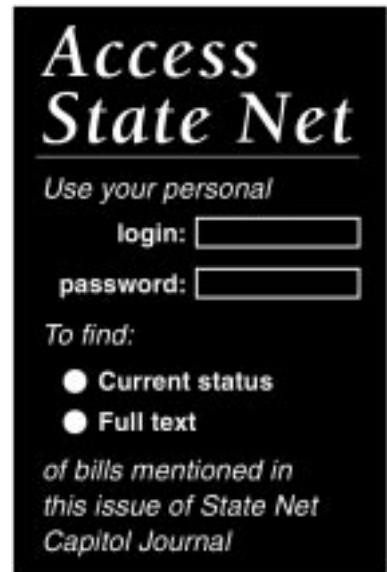 Access
State Net
Use your personal
login:
password:
To find:
Current status
Full text
of bills mentioned in
this issue of State Net
Capitol Journal